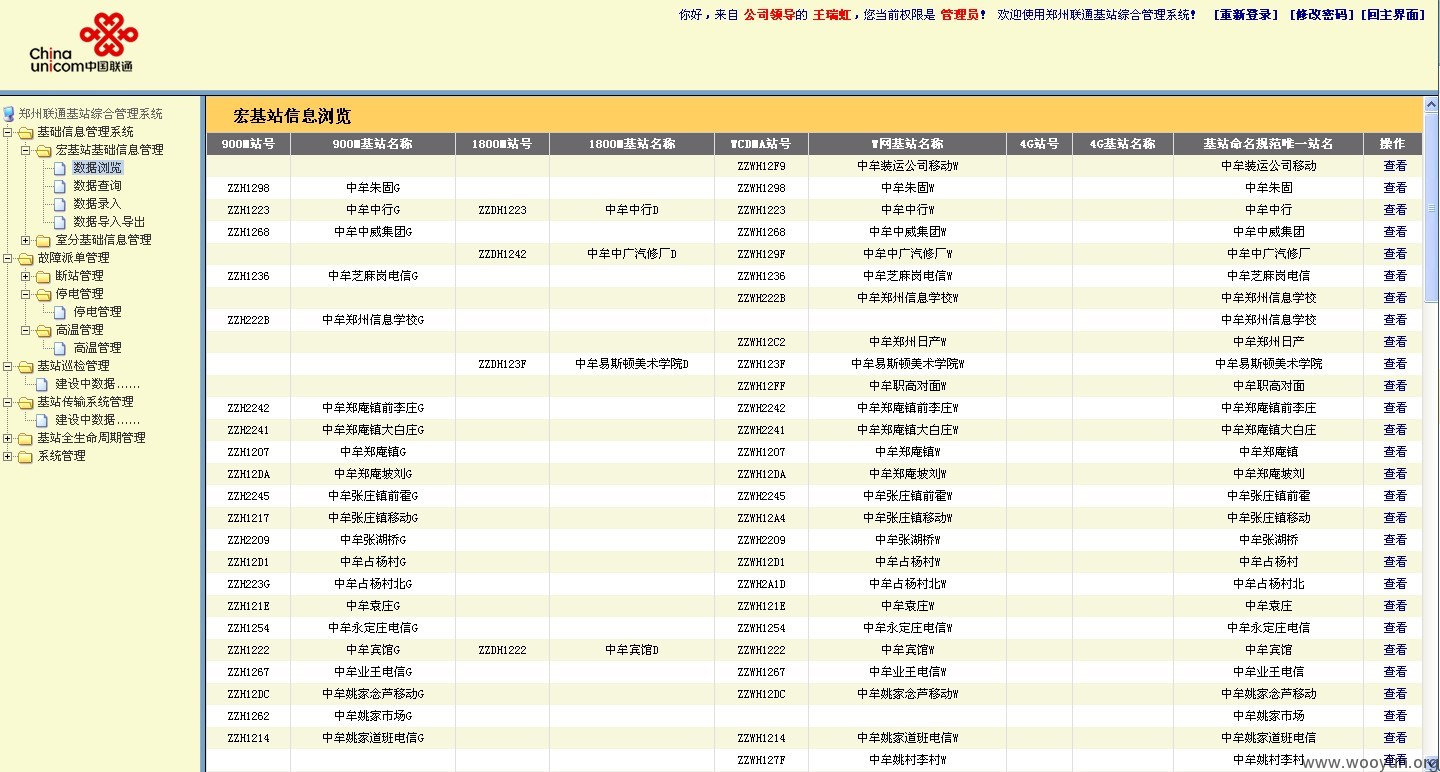 China unicom中国联通
你好，来自 公司领导的 王瑞虹，您当前权限是 管理员！ 欢迎使用郑州联通基站综合管理系统！ [重新登录] [修改密码] [回主界面]
郑州联通基站综合管理系统
基础信息管理系统
宏基站基础信息管理
数据浏览
数据查询
数据录入
数据导入导出
室分基础信息管理
故障派单管理
断站管理
停电管理
停电管理
高温管理
高温管理
基站巡检管理
建设中数据......
基站传输系统管理
建设中数据......
基站全生命周期管理
系统管理
宏基站信息浏览
900M站号 900M基站名称 1800M站号 1800M基站名称 WCDMA站号 W网基站名称 4G站号 4G基站名称 基站命名规范唯一站名 操作
ZZWH12F9 中牟装运公司移动W 中牟装运公司移动 查看
ZZH1298 中牟朱固G ZZWH1298 中牟朱固W 中牟朱固 查看
ZZH1223 中牟中行G ZZDH1223 中牟中行D ZZWH1223 中牟中行W 中牟中行 查看
ZZH1268 中牟中威集团G ZZWH1268 中牟中威集团W 中牟中威集团 查看
ZZDH1242 中牟中广汽修厂D ZZWH129F 中牟中广汽修厂W 中牟中广汽修厂 查看
ZZH1236 中牟芝麻岗电信G ZZWH1236 中牟芝麻岗电信W 中牟芝麻岗电信 查看
ZZWH222B 中牟郑州信息学校W 中牟郑州信息学校 查看
ZZH222B 中牟郑州信息学校G 中牟郑州信息学校 查看
ZZWH12C2 中牟郑州日产W 中牟郑州日产 查看
ZZDH123F 中牟易斯顿美术学院D ZZWH123F 中牟易斯顿美术学院W 中牟易斯顿美术学院 查看
ZZWH12FF 中牟职高对面W 中牟职高对面 查看
ZZH2242 中牟郑庵镇前李庄G ZZWH2242 中牟郑庵镇前李庄W 中牟郑庵镇前李庄 查看
ZZH2241 中牟郑庵镇大白庄G ZZWH2241 中牟郑庵镇大白庄W 中牟郑庵镇大白庄 查看
ZZH1207 中牟郑庵镇G ZZWH1207 中牟郑庵镇W 中牟郑庵镇 查看
ZZH12DA 中牟郑庵坡刘G ZZWH12DA 中牟郑庵坡刘W 中牟郑庵坡刘 查看
ZZH2245 中牟张庄镇前霍G ZZWH2245 中牟张庄镇前霍W 中牟张庄镇前霍 查看
ZZH1217 中牟张庄镇移动G ZZWH12A4 中牟张庄镇移动W 中牟张庄镇移动 查看
ZZH2209 中牟张湖桥G ZZWH2209 中牟张湖桥W 中牟张湖桥 查看
ZZH12D1 中牟占杨村G ZZWH12D1 中牟占杨村W 中牟占杨村 查看
ZZH223G 中牟占杨村北G ZZWH2A1D 中牟占杨村北W 中牟占杨村北 查看
ZZH121E 中牟袁庄G ZZWH121E 中牟袁庄W 中牟袁庄 查看
ZZH1254 中牟永定庄电信G ZZWH1254 中牟永定庄电信W 中牟永定庄电信 查看
ZZH1222 中牟宾馆G ZZDH1222 中牟宾馆D ZZWH1222 中牟宾馆W 中牟宾馆 查看
ZZH1267 中牟业王电信G ZZWH1267 中牟业王电信W 中牟业王电信 查看
ZZH12DC 中牟姚家念芦移动G ZZWH12DC 中牟姚家念芦移动W 中牟姚家念芦移动 查看
ZZH1262 中牟姚家市场G 中牟姚家市场 查看
ZZH1214 中牟姚家道班电信G ZZWH1214 中牟姚家道班电信W 中牟姚家道班电信 查看
ZZWH127F 中牟姚村李村W 中牟姚村李村 查看
www.wooyun.org